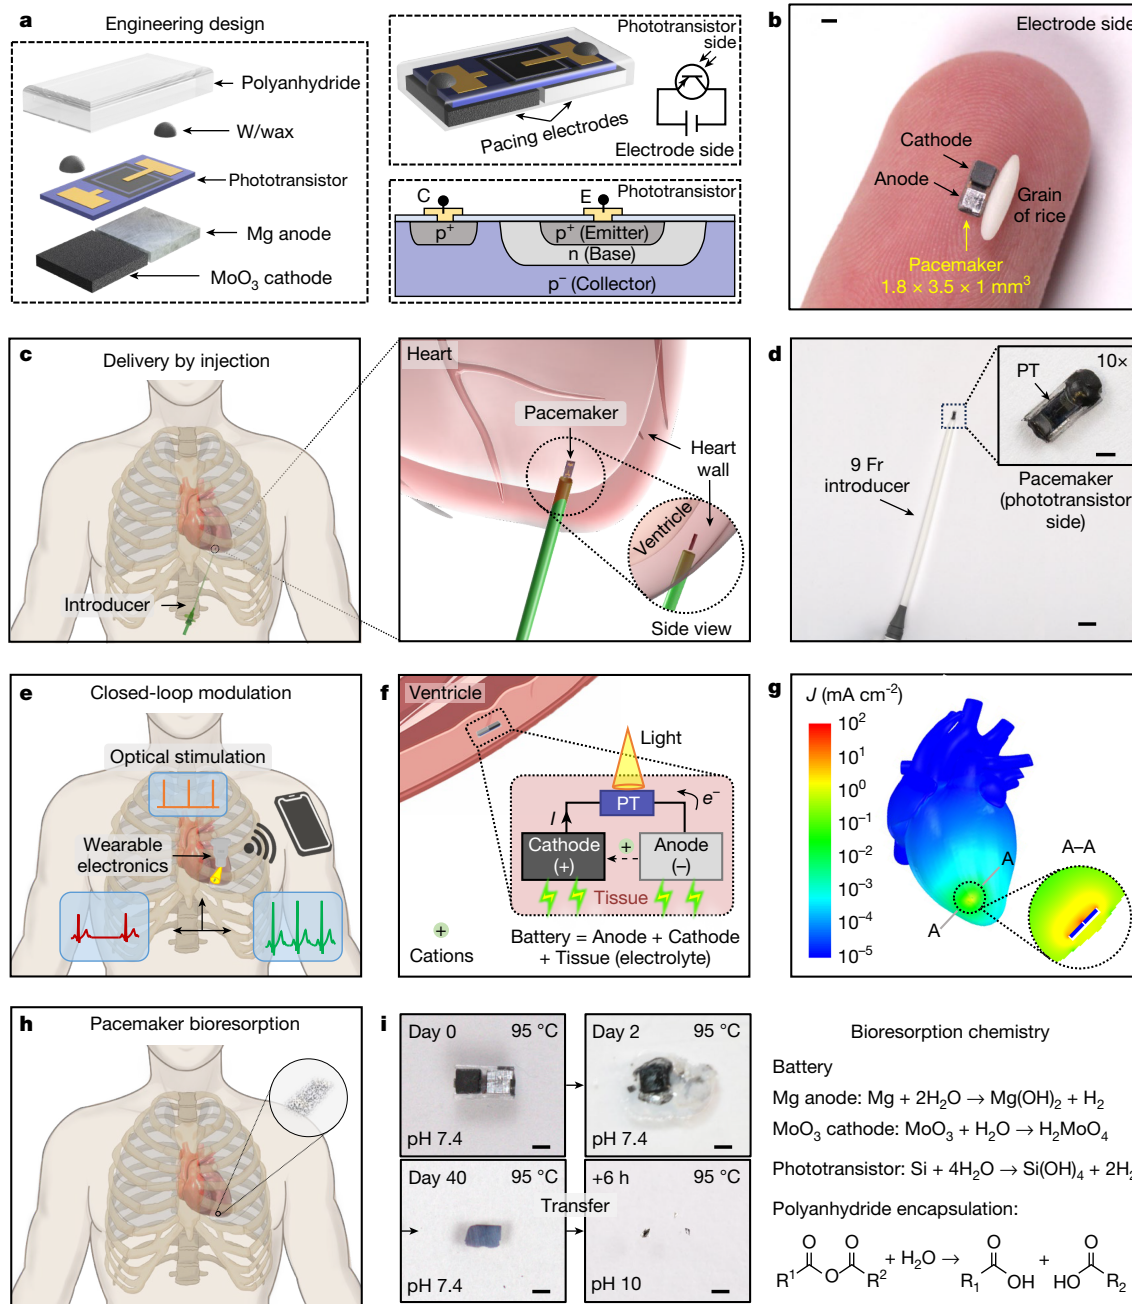 a
Engineering design
Polyanhydride
W/wax
Phototransistor
Mg anode
MoO₃ cathode
Phototransistor
side
Pacing electrodes
Electrode side
Phototransistor
C
E
p⁺
p⁺ (Emitter)
n (Base)
p⁻ (Collector)
b
Electrode side
Cathode
Anode
Grain
of rice
Pacemaker
1.8 × 3.5 × 1 mm³
c
Delivery by injection
Introducer
Heart
Pacemaker
Heart
wall
Ventricle
Side view
d
10×
PT
9 Fr
introducer
Pacemaker
(phototransistor
side)
e
Closed-loop modulation
Optical stimulation
Wearable
electronics
f
Ventricle
Light
PT
e⁻
I
Cathode
(+)
+
Anode
(−)
Tissue
+
Cations
Battery = Anode + Cathode
+ Tissue (electrolyte)
g
J (mA cm⁻²)
10²
10¹
10⁰
10⁻¹
10⁻²
10⁻³
10⁻⁴
10⁻⁵
A
A
A–A
h
Pacemaker bioresorption
i
Day 0
95 °C
pH 7.4
Day 2
95 °C
pH 7.4
Day 40
95 °C
pH 7.4
Transfer
+6 h
95 °C
pH 10
Bioresorption chemistry
Battery
Mg anode: Mg + 2H₂O → Mg(OH)₂ + H₂
MoO₃ cathode: MoO₃ + H₂O → H₂MoO₄
Phototransistor: Si + 4H₂O → Si(OH)₄ + 2H₂
Polyanhydride encapsulation:
O O O O
R¹ O R² + H₂O → R₁ OH + HO R₂